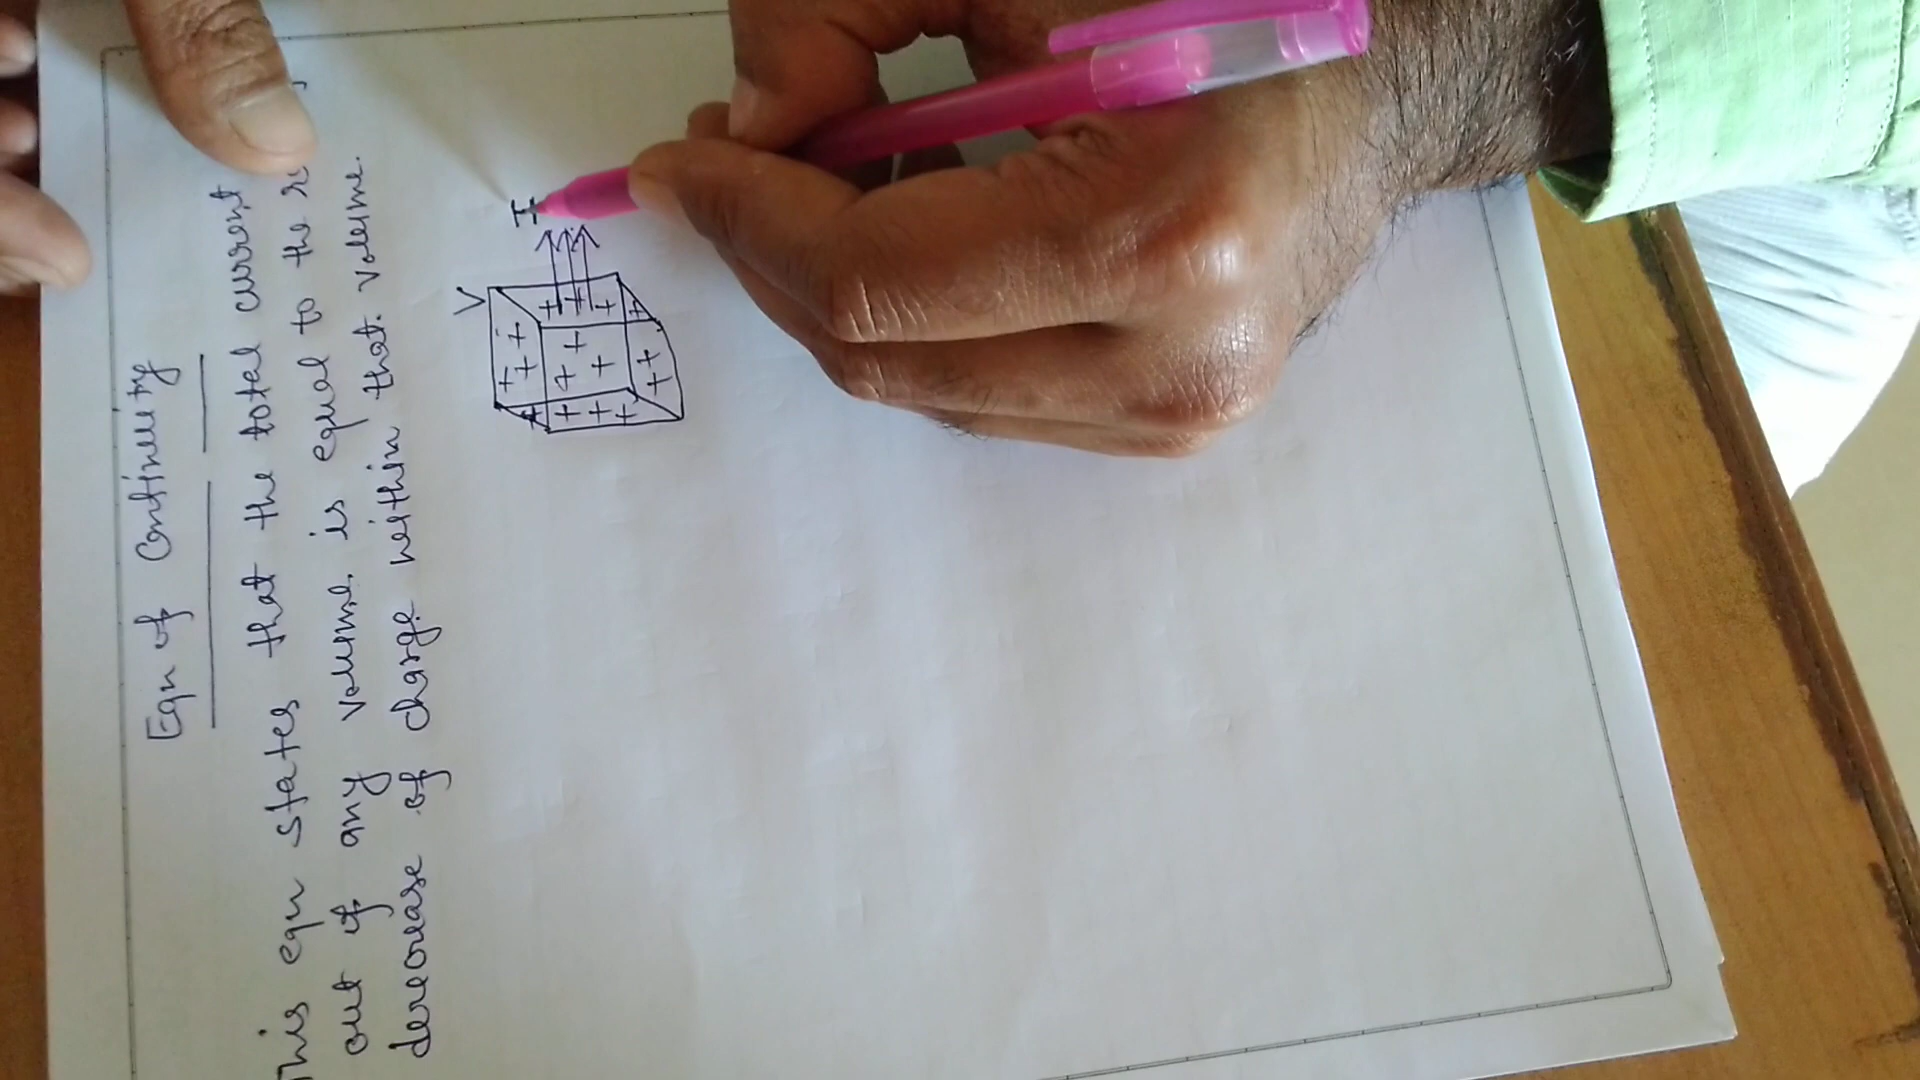 Eqn of Continuty
This eqn states that the total current
out of any volume is equal to the
decrease of charge within that volume.
V
I